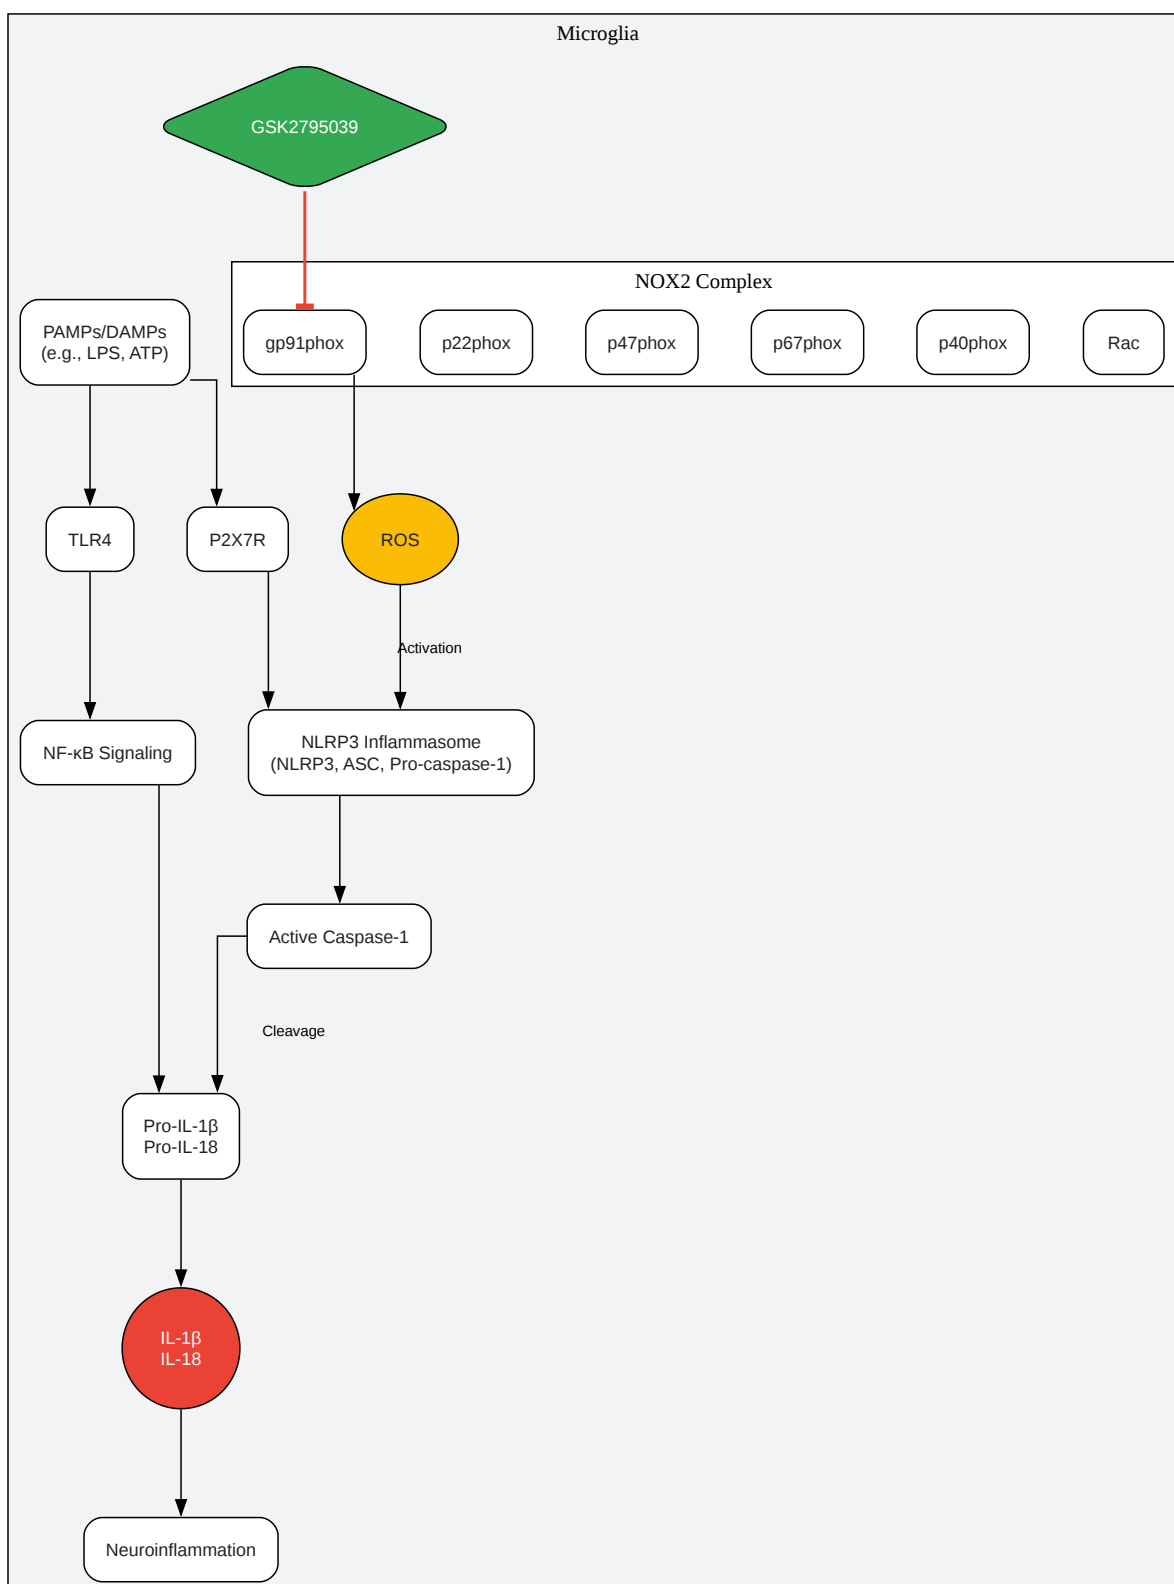 Microglia
GSK2795039
NOX2 Complex
PAMPs/DAMPs
(e.g., LPS, ATP)
gp91phox
p22phox
p47phox
p67phox
p40phox
Rac
TLR4
P2X7R
ROS
Activation
NF-κB Signaling
NLRP3 Inflammasome
(NLRP3, ASC, Pro-caspase-1)
Active Caspase-1
Cleavage
Pro-IL-1β
Pro-IL-18
IL-1β
IL-18
Neuroinflammation